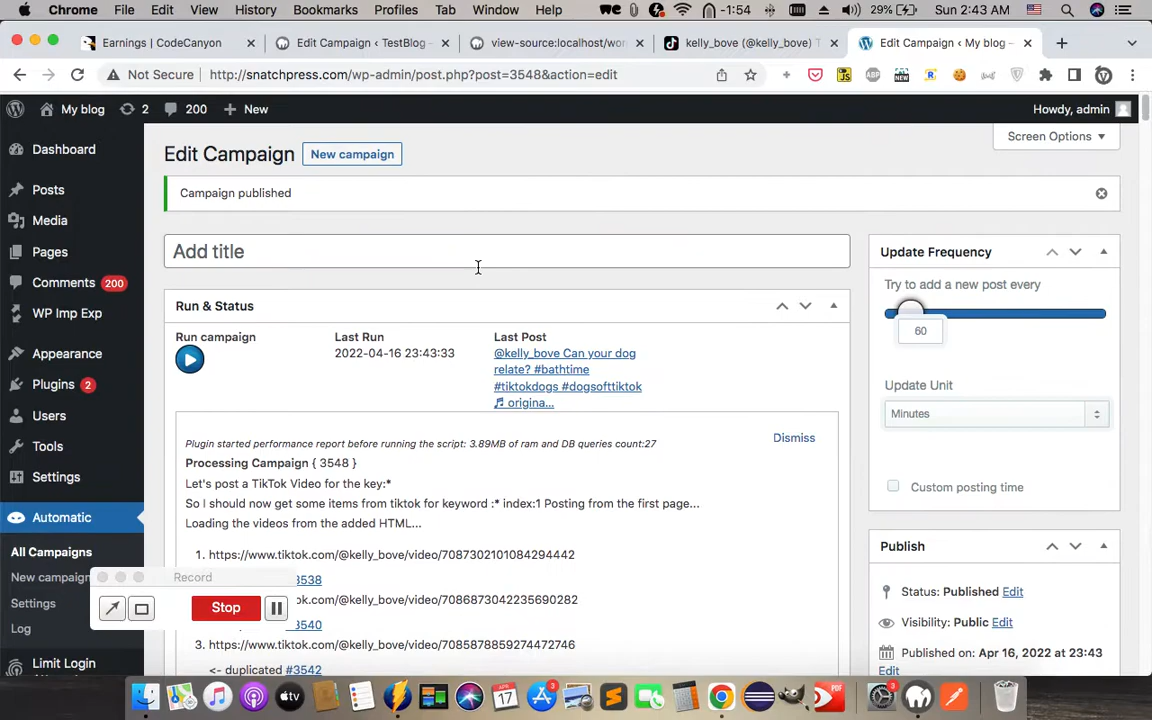 Chrome File Edit View History Bookmarks Profiles Tab Window Help -1:54 29% Sun 2:43 AM
Earnings | CodeCanyon Edit Campaign ‹ TestBlog view-source:localhost/wor kelly_bove (@kelly_bove) T Edit Campaign ‹ My blog –
Not Secure http://snatchpress.com/wp-admin/post.php?post=3548&action=edit
My blog 2 200 New Howdy, admin
Screen Options
Dashboard
Posts
Media
Pages
Comments 200
WP Imp Exp
Appearance
Plugins 2
Users
Tools
Settings
Automatic
All Campaigns
New campaign
Settings
Log
Limit Login
Edit Campaign New campaign
Campaign published
Add title
Run & Status
Run campaign
Last Run
2022-04-16 23:43:33
Last Post
@kelly_bove Can your dog
relate? #bathtime
#tiktokdogs #dogsofttiktok
♬ origina...
Dismiss
Plugin started performance report before running the script: 3.89MB of ram and DB queries count:27
Processing Campaign { 3548 }
Let's post a TikTok Video for the key:*
So I should now get some items from tiktok for keyword :* index:1 Posting from the first page...
Loading the videos from the added HTML...
1. https://www.tiktok.com/@kelly_bove/video/7087302101084294442
3538
k.com/@kelly_bove/video/7086873042235690282
3540
3. https://www.tiktok.com/@kelly_bove/video/7085878859274472746
<- duplicated #3542
Record
Stop
Update Frequency
Try to add a new post every
60
Update Unit
Minutes
Custom posting time
Publish
Status: Published Edit
Visibility: Public Edit
Published on: Apr 16, 2022 at 23:43
Edit